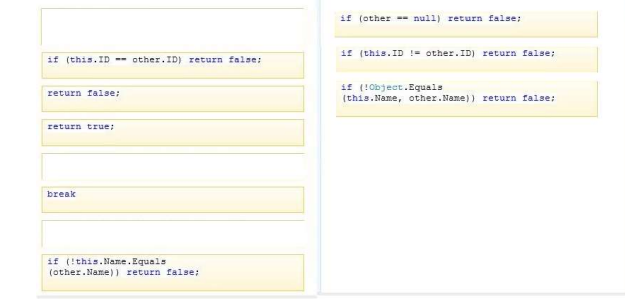 if (this.ID == other.ID) return false;
return false;
return true;
break
if (!this.Name.Equals
(other.Name)) return false;
if (other == null) return false;
if (this.ID != other.ID) return false;
if (!Object.Equals
(this.Name, other.Name)) return false;